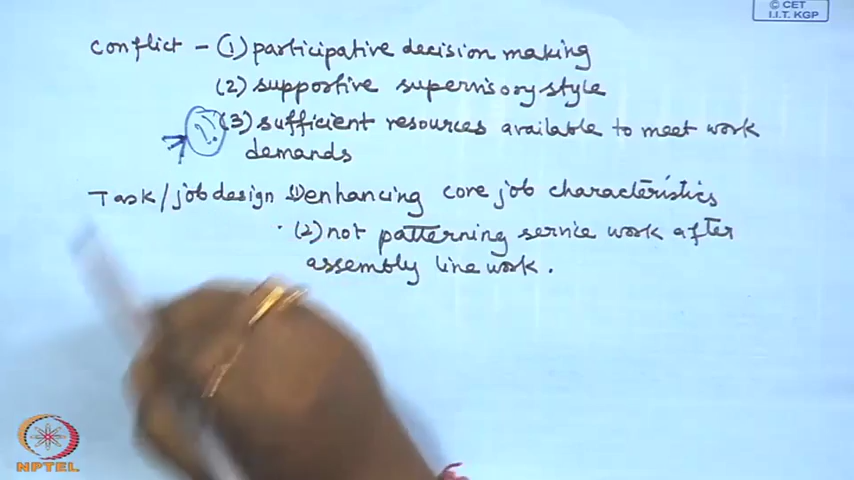 © CET
I.I.T. KGP
conflict - (1) participative decision making
(2) supportive supervisory style
(3) sufficient resources available to meet work
demands
Task/job design (1) enhancing core job characteristics
(2) not patterning service work after
assembly line work.
NPTEL